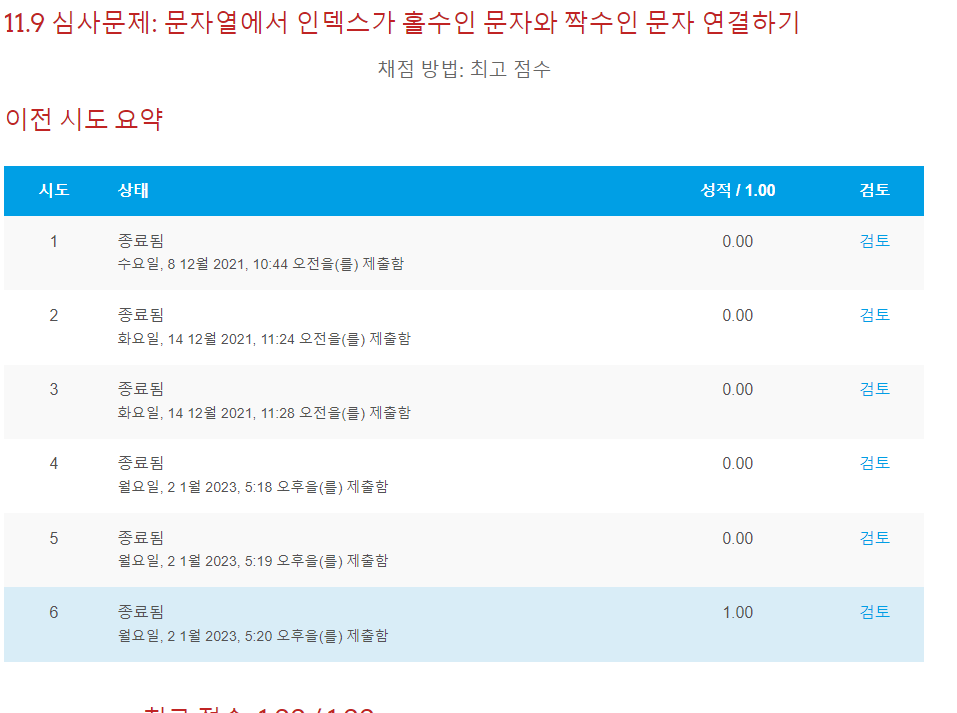 11.9 심사문제: 문자열에서 인덱스가 홀수인 문자와 짝수인 문자 연결하기
채점 방법: 최고 점수
이전 시도 요약
시도 상태 성적 / 1.00 검토
1 종료됨 0.00 검토
수요일, 8 12월 2021, 10:44 오전을(를) 제출함
2 종료됨 0.00 검토
화요일, 14 12월 2021, 11:24 오전을(를) 제출함
3 종료됨 0.00 검토
화요일, 14 12월 2021, 11:28 오전을(를) 제출함
4 종료됨 0.00 검토
월요일, 2 1월 2023, 5:18 오후을(를) 제출함
5 종료됨 0.00 검토
월요일, 2 1월 2023, 5:19 오후을(를) 제출함
6 종료됨 1.00 검토
월요일, 2 1월 2023, 5:20 오후을(를) 제출함